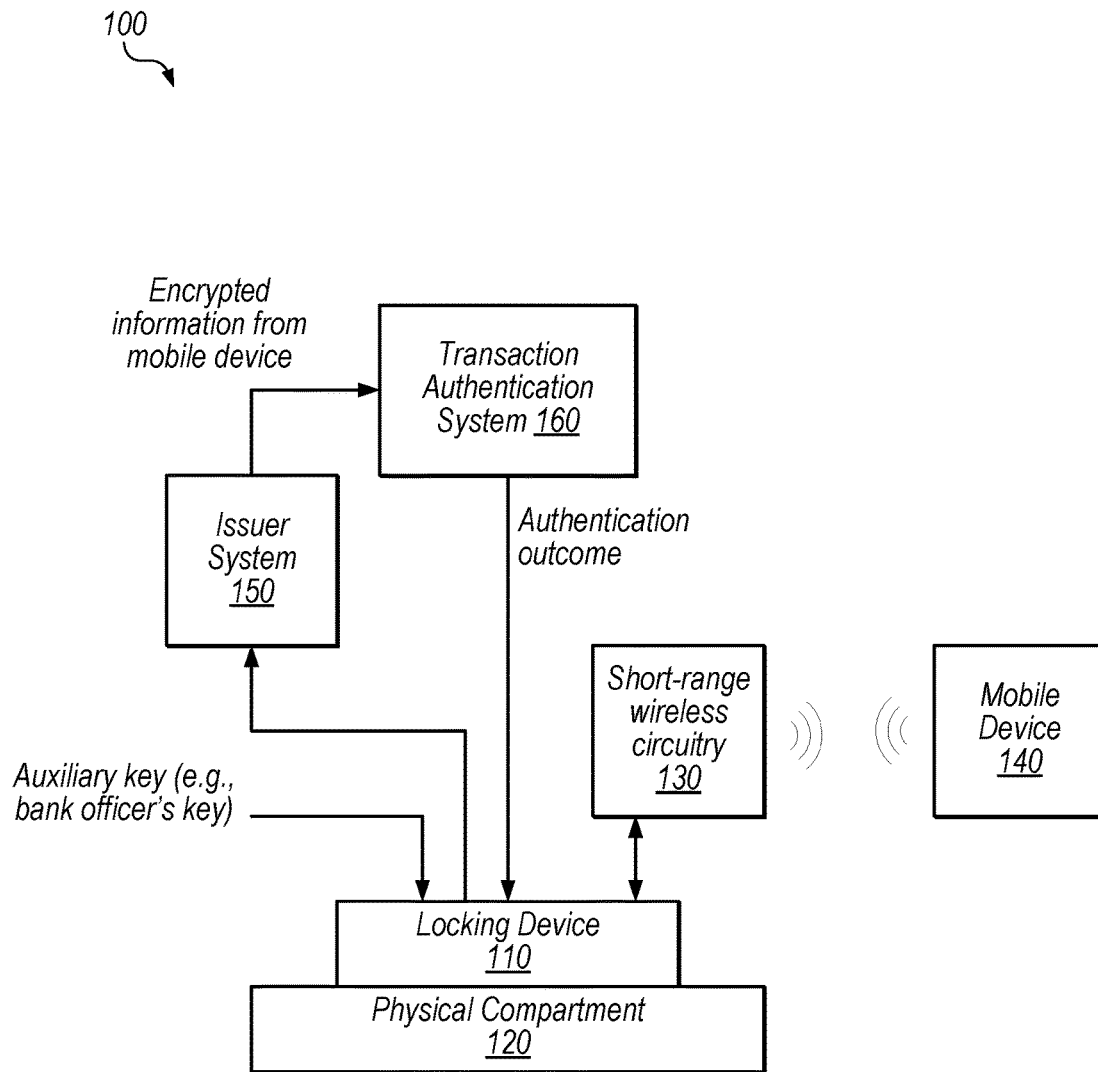 100
Encrypted
information from
mobile device
Transaction
Authentication
System 160
Issuer
System
150
Authentication
outcome
Short-range
wireless
circuitry
130
Mobile
Device
140
Auxiliary key (e.g.,
bank officer's key)
Locking Device
110
Physical Compartment
120